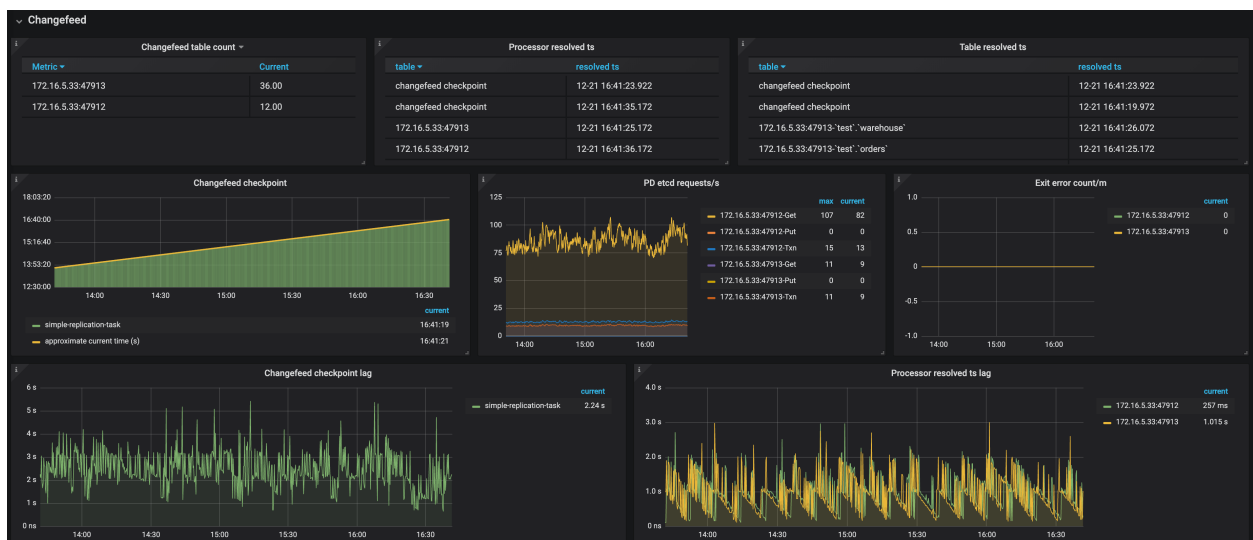 Changefeed
Changefeed table count
Metric Current
172.16.5.33:47913 36.00
172.16.5.33:47912 12.00
Processor resolved ts
table resolved ts
changefeed checkpoint 12-21 16:41:23.922
changefeed checkpoint 12-21 16:41:35.172
172.16.5.33:47913 12-21 16:41:25.172
172.16.5.33:47912 12-21 16:41:36.172
Table resolved ts
table resolved ts
changefeed checkpoint 12-21 16:41:23.922
changefeed checkpoint 12-21 16:41:19.972
172.16.5.33:47913-`test`.`warehouse` 12-21 16:41:26.072
172.16.5.33:47913-`test`.`orders` 12-21 16:41:25.172
Changefeed checkpoint
18:03:20
16:40:00
15:16:40
13:53:20
12:30:00
14:00 14:30 15:00 15:30 16:00 16:30
current
simple-replication-task 16:41:19
approximate current time (s) 16:41:21
PD etcd requests/s
125
100
75
50
25
0
14:00 15:00 16:00
max current
172.16.5.33:47912-Get 107 82
172.16.5.33:47912-Put 0 0
172.16.5.33:47912-Txn 15 13
172.16.5.33:47913-Get 11 9
172.16.5.33:47913-Put 0 0
172.16.5.33:47913-Txn 11 9
Exit error count/m
1.0
0.5
0
-0.5
-1.0
14:00 15:00 16:00
current
172.16.5.33:47912 0
172.16.5.33:47913 0
Changefeed checkpoint lag
6 s
5 s
4 s
3 s
2 s
1 s
0 ns
14:00 14:30 15:00 15:30 16:00 16:30
current
simple-replication-task 2.24 s
Processor resolved ts lag
4.0 s
3.0 s
2.0 s
1.0 s
0 ns
14:00 14:30 15:00 15:30 16:00 16:30
current
172.16.5.33:47912 257 ms
172.16.5.33:47913 1.015 s